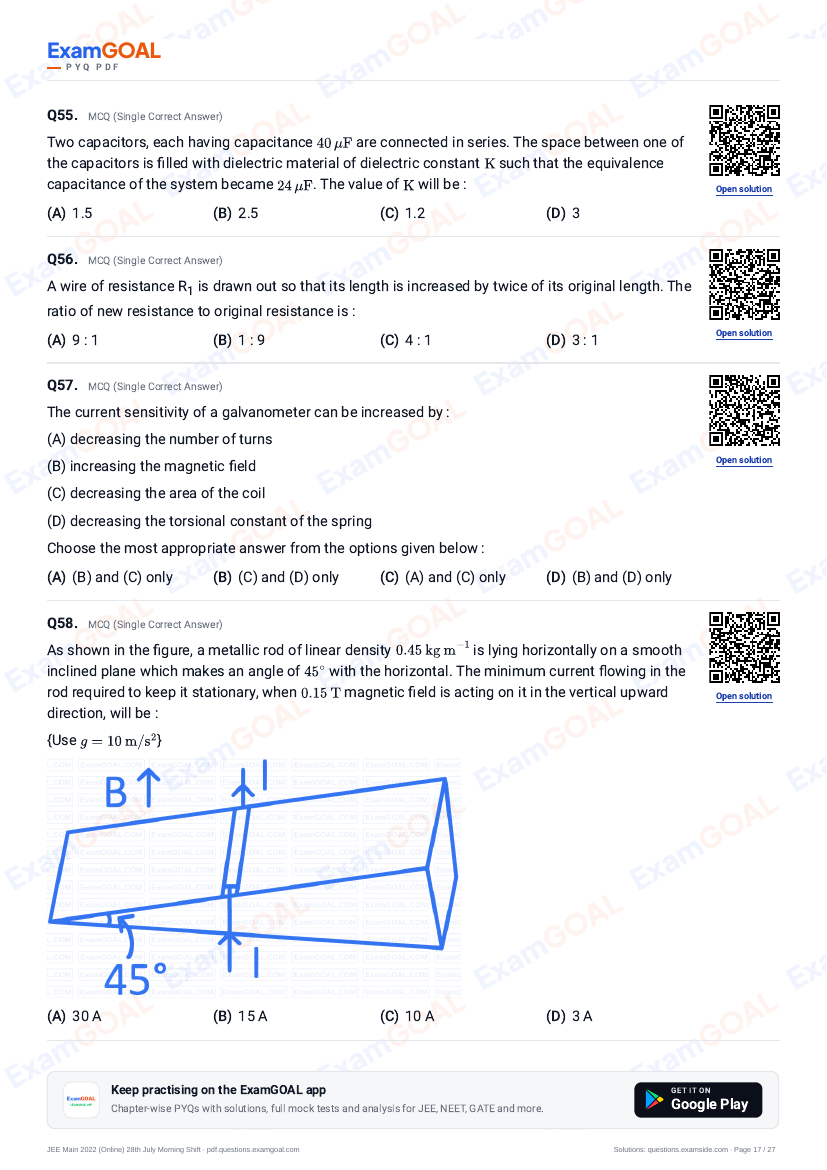 ExamGOAL
PYQ PDF
Q55. MCQ (Single Correct Answer)
Two capacitors, each having capacitance 40 μF are connected in series. The space between one of
the capacitors is filled with dielectric material of dielectric constant K such that the equivalence
capacitance of the system became 24 μF. The value of K will be :
Open solution
(A) 1.5 (B) 2.5 (C) 1.2 (D) 3
Q56. MCQ (Single Correct Answer)
A wire of resistance R₁ is drawn out so that its length is increased by twice of its original length. The
ratio of new resistance to original resistance is :
Open solution
(A) 9 : 1 (B) 1 : 9 (C) 4 : 1 (D) 3 : 1
Q57. MCQ (Single Correct Answer)
The current sensitivity of a galvanometer can be increased by :
(A) decreasing the number of turns
(B) increasing the magnetic field
Open solution
(C) decreasing the area of the coil
(D) decreasing the torsional constant of the spring
Choose the most appropriate answer from the options given below :
(A) (B) and (C) only (B) (C) and (D) only (C) (A) and (C) only (D) (B) and (D) only
Q58. MCQ (Single Correct Answer)
As shown in the figure, a metallic rod of linear density 0.45 kg m⁻¹ is lying horizontally on a smooth
inclined plane which makes an angle of 45° with the horizontal. The minimum current flowing in the
rod required to keep it stationary, when 0.15 T magnetic field is acting on it in the vertical upward
Open solution
direction, will be :
{Use g = 10 m/s²}
B I
45° I
(A) 30 A (B) 15 A (C) 10 A (D) 3 A
Keep practising on the ExamGOAL app
Chapter-wise PYQs with solutions, full mock tests and analysis for JEE, NEET, GATE and more.
GET IT ON
Google Play
JEE Main 2022 (Online) 28th July Morning Shift · pdf.questions.examgoal.com Solutions: questions.examside.com · Page 17 / 27